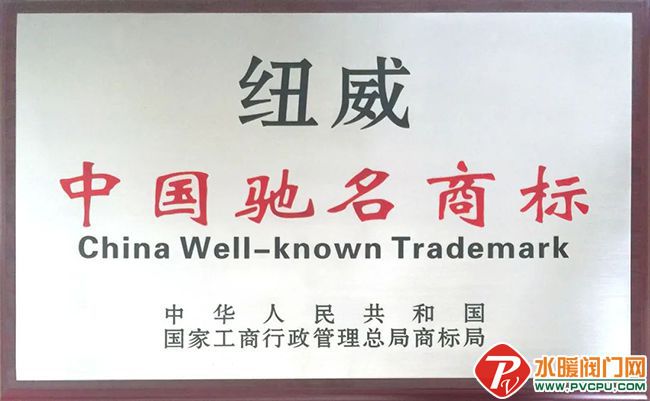 纽威
中国驰名商标
China Well-known Trademark
中华人民共和国
国家工商行政管理总局商标局
PV
水暖阀门网
www.PVCPU.com